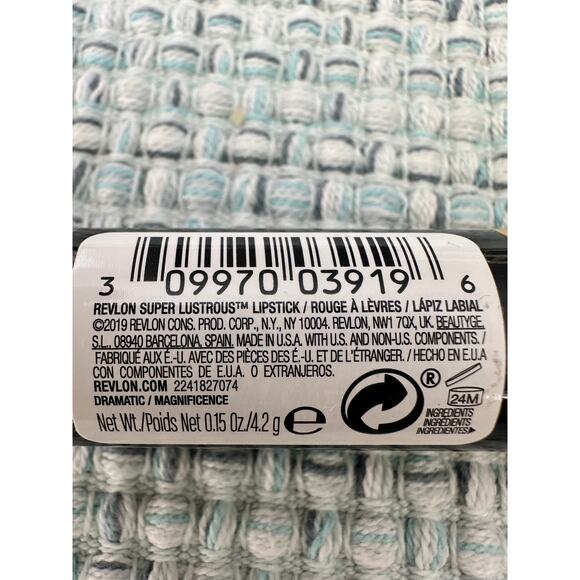 3 09970 03919 6
REVLON SUPER LUSTROUS™ LIPSTICK / ROUGE À LÈVRES / LÁPIZ LABIAL
©2019 REVLON CONS. PROD. CORP., N.Y., NY 10004. REVLON, NW1 7QX, UK. BEAUTYGE,
S.L., 08940 BARCELONA, SPAIN. MADE IN U.S.A. WITH U.S. AND NON-U.S. COMPONENTS. /
FABRIQUÉ AUX É.-U. AVEC DES PIÈCES DES É.-U. ET DE L'ÉTRANGER. / HECHO EN E.U.A
CON COMPONENTES DE E.U.A. O EXTRANJEROS.
REVLON.COM 2241827074
DRAMATIC / MAGNIFICENCE
Net Wt./Poids Net 0.15 Oz./4.2 g e
®
24M
INGREDIENTS
INGRÉDIENTS
INGREDIENTES